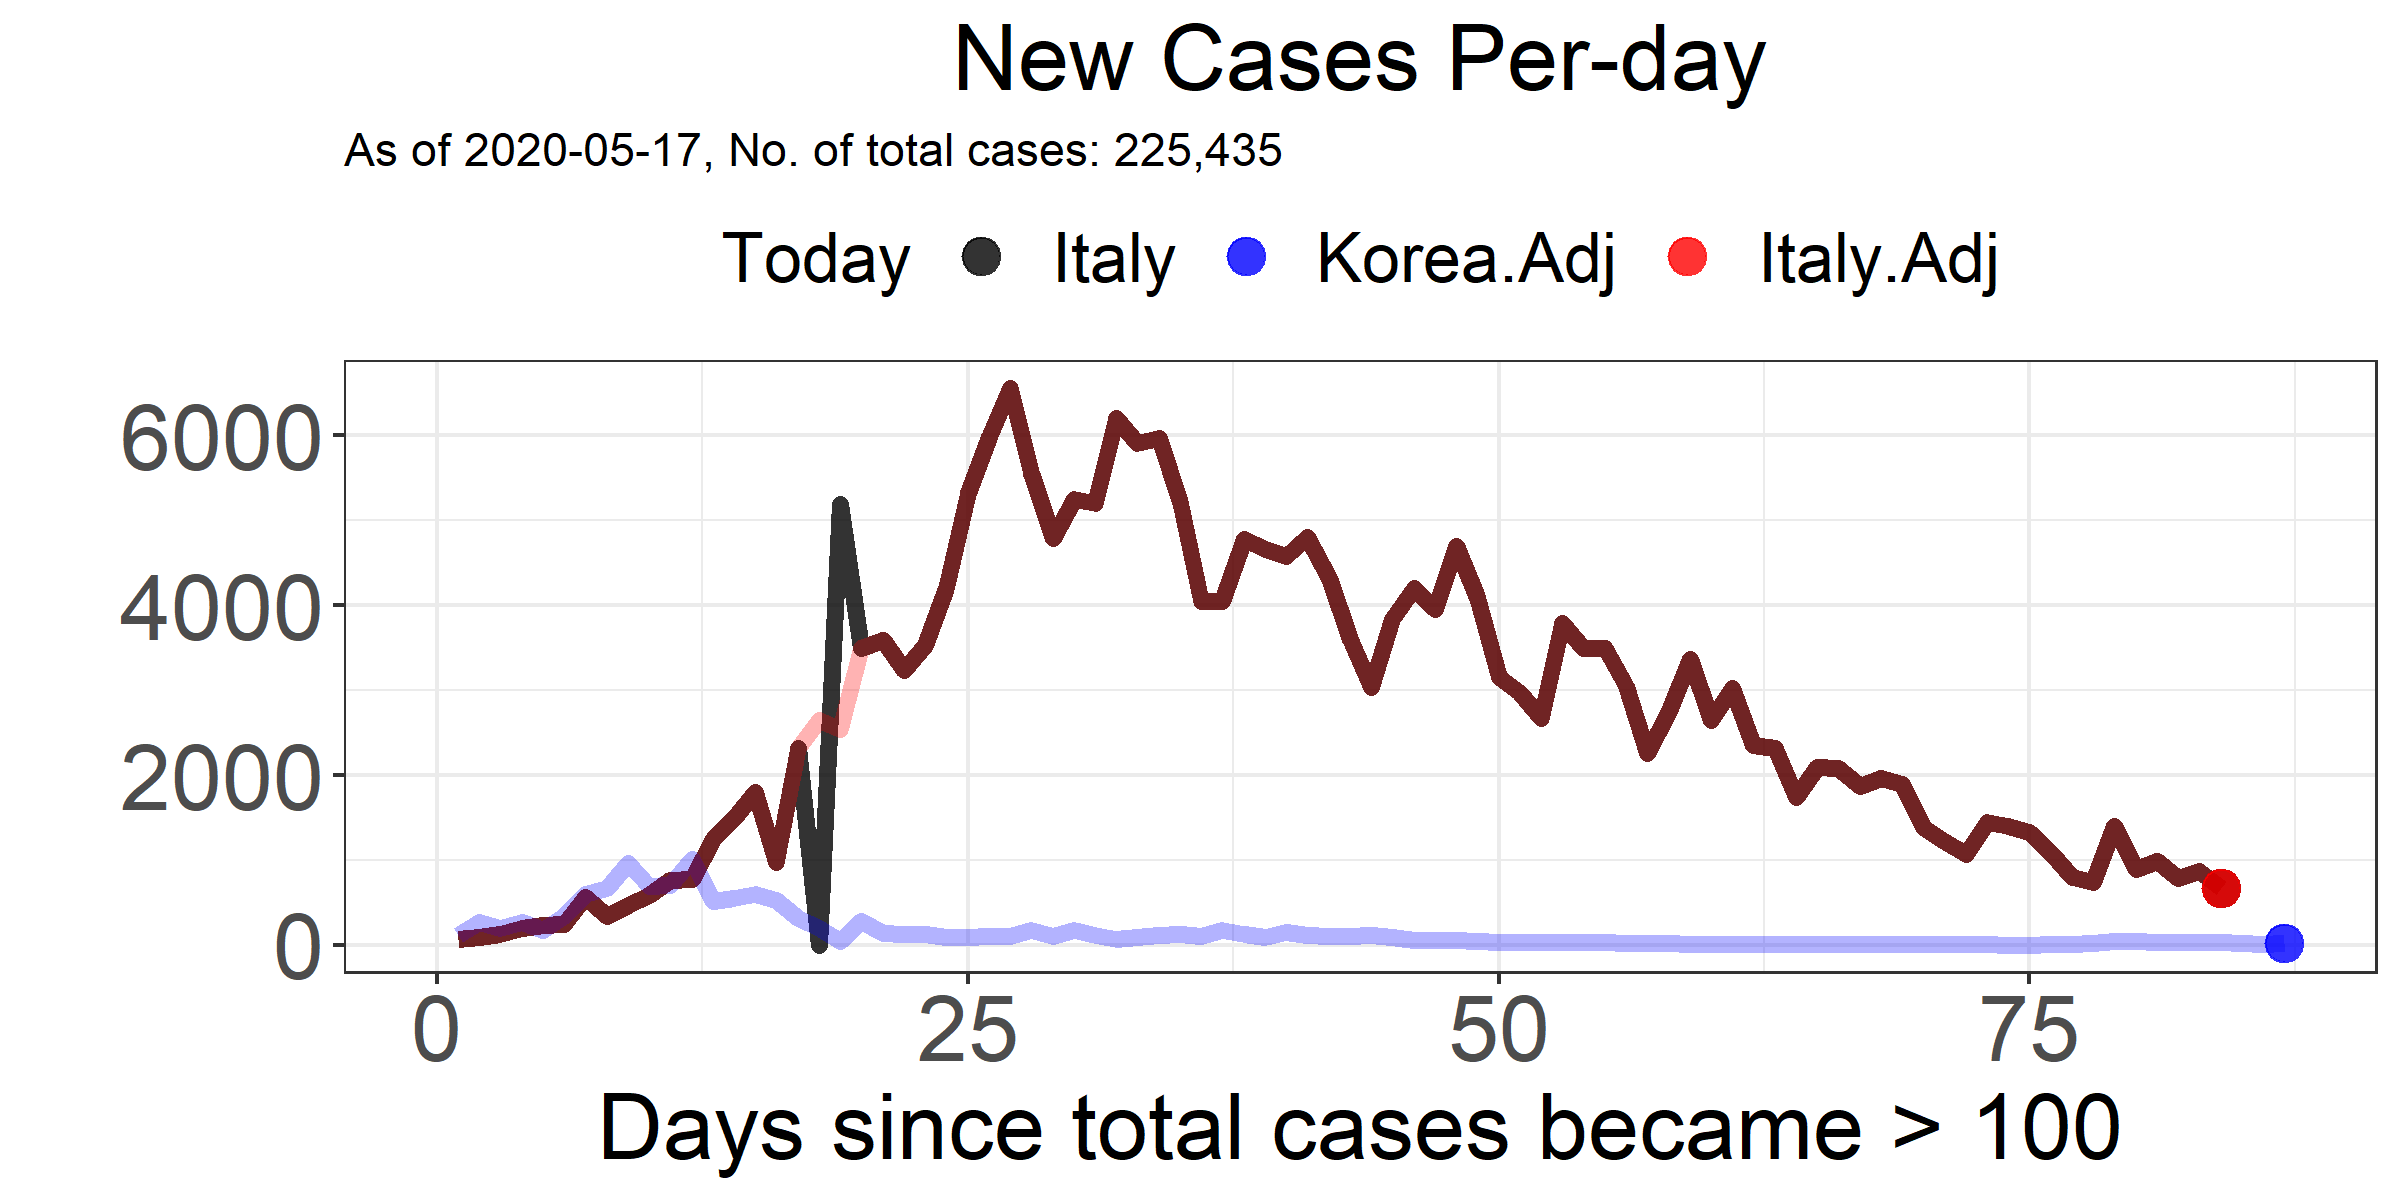 New Cases Per-day
As of 2020-05-17, No. of total cases: 225,435
Today Italy Korea.Adj Italy.Adj
6000
4000
2000
0
0 25 50 75
Days since total cases became > 100